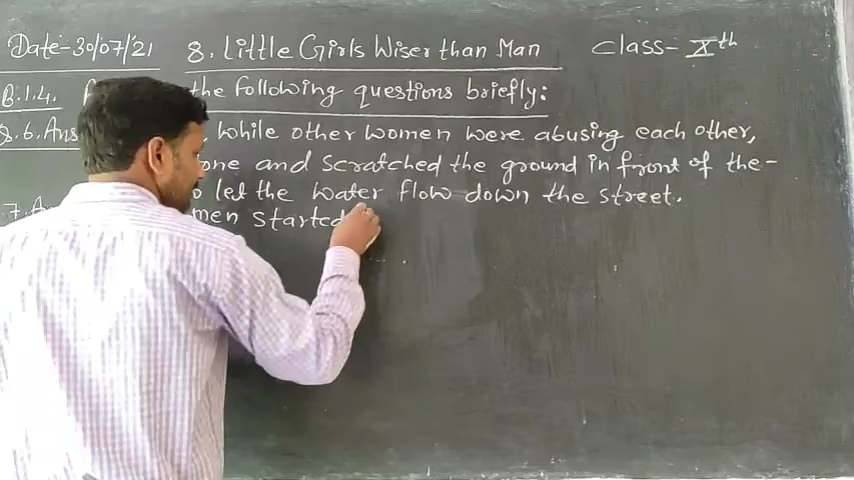 Date-30/07/21 8. Little Girls Wiser than Man class- Xth
B.1.4. the following questions briefly:
Q.6. Ans while other women were abusing each other,
one and scratched the ground in front of the-
let the water flow down the street.
7. men started